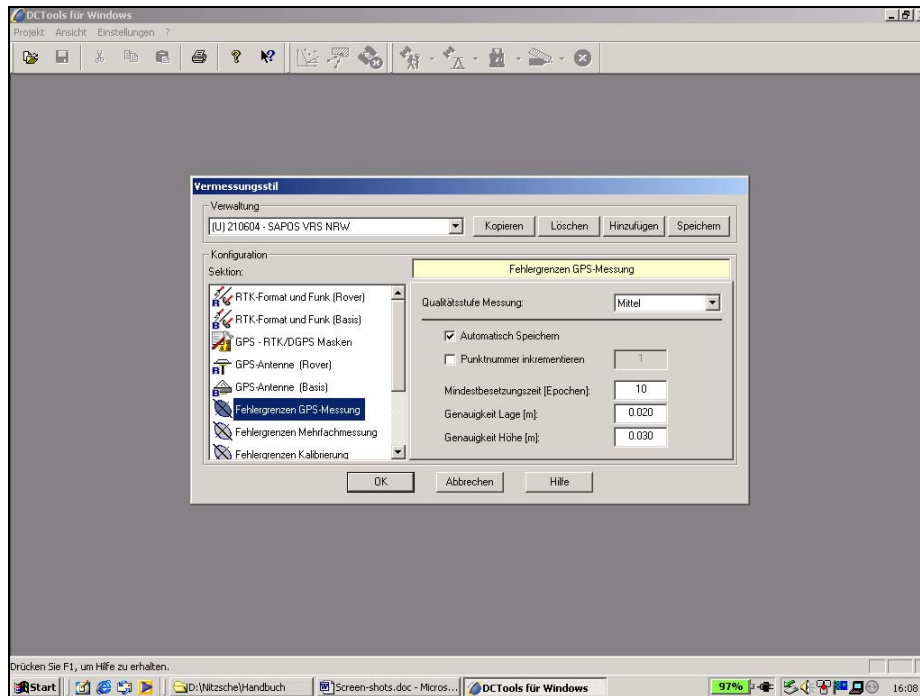 DCTools für Windows
Projekt Ansicht Einstellungen ?
Vermessungsstil
Verwaltung
(U) 210604 - SAPOS VRS NRW
Kopieren
Löschen
Hinzufügen
Speichern
Konfiguration
Sektion:
Fehlergrenzen GPS-Messung
RTK-Format und Funk (Rover)
RTK-Format und Funk (Basis)
GPS - RTK/DGPS Masken
GPS-Antenne (Rover)
GPS-Antenne (Basis)
Fehlergrenzen GPS-Messung
Fehlergrenzen Mehrfachmessung
Fehlergrenzen Kalibrierung
Qualitätsstufe Messung: Mittel
Automatisch Speichern
Punktnummer inkrementieren 1
Mindestbesetzungszeit [Epochen]: 10
Genauigkeit Lage [m]: 0.020
Genauigkeit Höhe [m]: 0.030
OK
Abbrechen
Hilfe
Drücken Sie F1, um Hilfe zu erhalten.
Start
D:\Nitzsche\Handbuch
Screen-shots.doc - Micros...
DCTools für Windows
97%
16:08